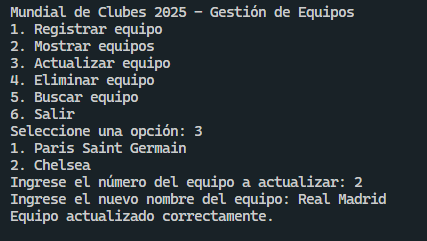 Mundial de Clubes 2025 - Gestión de Equipos
1. Registrar equipo
2. Mostrar equipos
3. Actualizar equipo
4. Eliminar equipo
5. Buscar equipo
6. Salir
Seleccione una opción: 3
1. Paris Saint Germain
2. Chelsea
Ingrese el número del equipo a actualizar: 2
Ingrese el nuevo nombre del equipo: Real Madrid
Equipo actualizado correctamente.